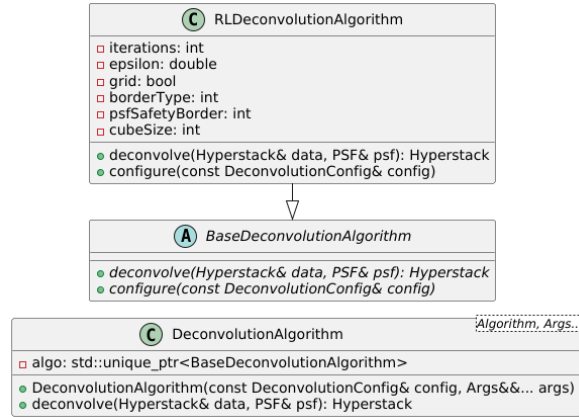 C RLDeconvolutionAlgorithm
iterations: int
epsilon: double
grid: bool
borderType: int
psfSafetyBorder: int
cubeSize: int
deconvolve(Hyperstack& data, PSF& psf): Hyperstack
configure(const DeconvolutionConfig& config)
A BaseDeconvolutionAlgorithm
deconvolve(Hyperstack& data, PSF& psf): Hyperstack
configure(const DeconvolutionConfig& config)
Algorithm, Args...
C DeconvolutionAlgorithm
algo: std::unique_ptr<BaseDeconvolutionAlgorithm>
DeconvolutionAlgorithm(const DeconvolutionConfig& config, Args&&... args)
deconvolve(Hyperstack& data, PSF& psf): Hyperstack